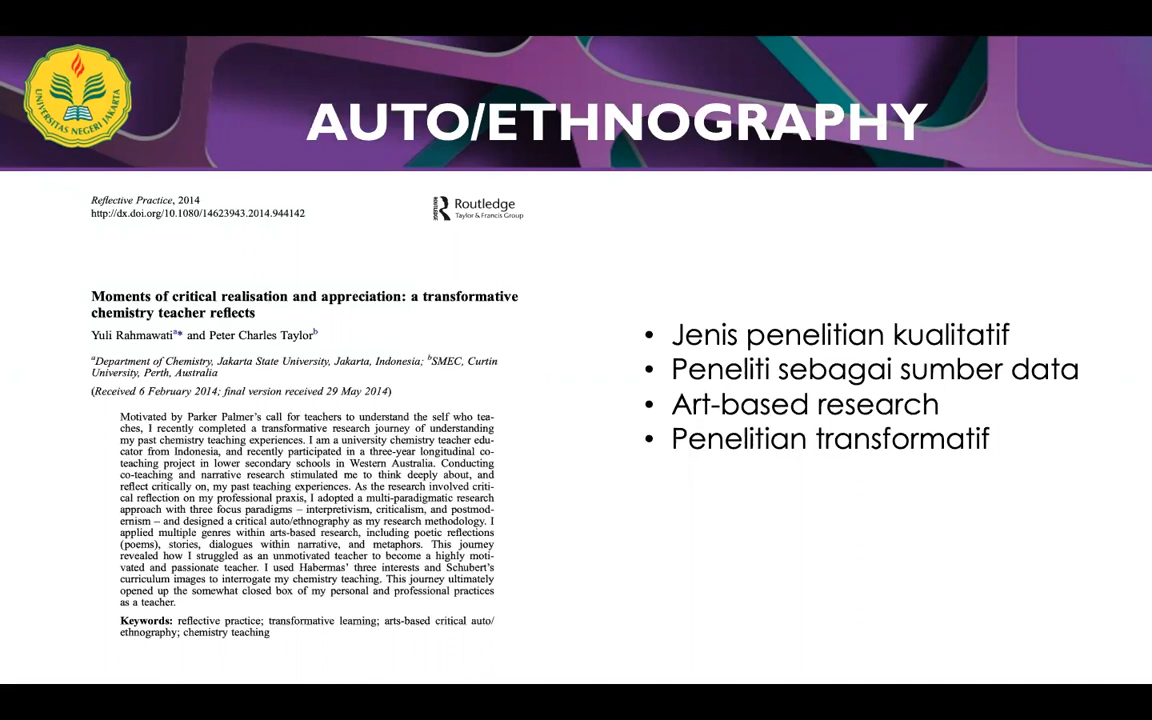 UNIVERSITAS NEGERI JAKARTA
AUTO/ETHNOGRAPHY
Reflective Practice, 2014
http://dx.doi.org/10.1080/14623943.2014.944142
ROUTLEDGE
Routledge
Taylor & Francis Group
Moments of critical realisation and appreciation: a transformative
chemistry teacher reflects
Yuli Rahmawatia* and Peter Charles Taylorb
aDepartment of Chemistry, Jakarta State University, Jakarta, Indonesia; bSMEC, Curtin
University, Perth, Australia
(Received 6 February 2014; final version received 29 May 2014)
Motivated by Parker Palmer's call for teachers to understand the self who tea-
ches, I recently completed a transformative research journey of understanding
my past chemistry teaching experiences. I am a university chemistry teacher edu-
cator from Indonesia, and recently participated in a three-year longitudinal co-
teaching project in lower secondary schools in Western Australia. Conducting
co-teaching and narrative research stimulated me to think deeply about, and
reflect critically on, my past teaching experiences. As the research involved criti-
cal reflection on my professional praxis, I adopted a multi-paradigmatic research
approach with three focus paradigms – interpretivism, criticalism, and postmod-
ernism – and designed a critical auto/ethnography as my research methodology. I
applied multiple genres within arts-based research, including poetic reflections
(poems), stories, dialogues within narrative, and metaphors. This journey
revealed how I struggled as an unmotivated teacher to become a highly moti-
vated and passionate teacher. I used Habermas' three interests and Schubert's
curriculum images to interrogate my chemistry teaching. This journey ultimately
opened up the somewhat closed box of my personal and professional practices
as a teacher.
Keywords: reflective practice; transformative learning; arts-based critical auto/
ethnography; chemistry teaching
• Jenis penelitian kualitatif
• Peneliti sebagai sumber data
• Art-based research
• Penelitian transformatif